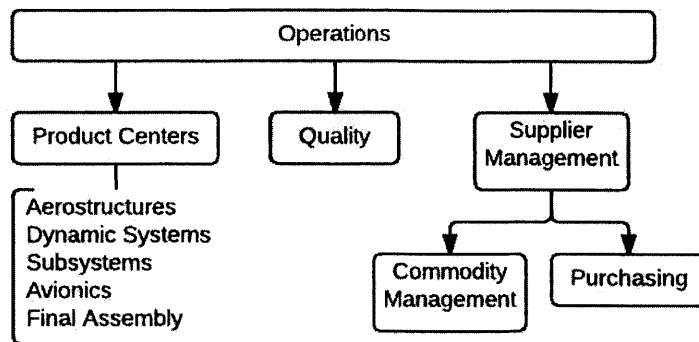 Operations
Product Centers
Quality
Supplier
Management
Aerostructures
Dynamic Systems
Subsystems
Avionics
Final Assembly
Commodity
Management
Purchasing